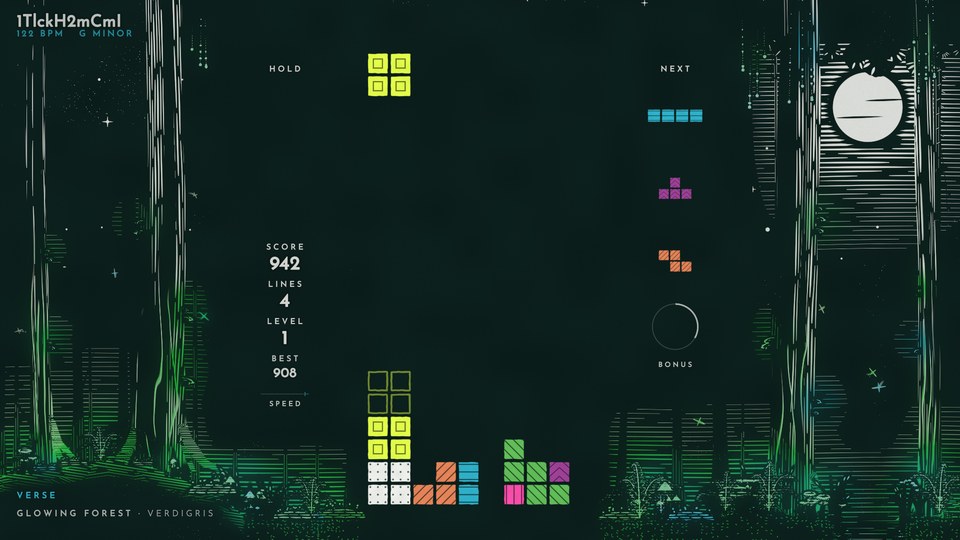 1TlckH2mCmI
122 BPM G MINOR
HOLD
NEXT
SCORE
942
LINES
4
LEVEL
1
BEST
908
SPEED
BONUS
VERSE
GLOWING FOREST · VERDIGRIS